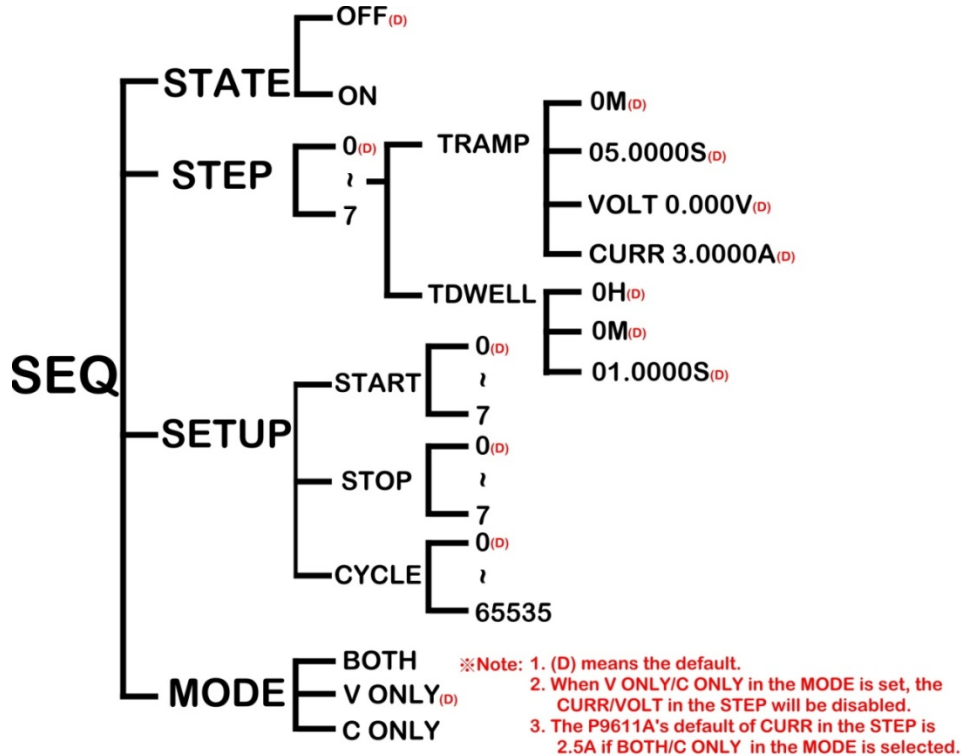 SEQ
STATE
OFF(D)
ON
STEP
0(D)
~
7
TRAMP
0M(D)
05.0000S(D)
VOLT 0.000V(D)
CURR 3.0000A(D)
TDWELL
0H(D)
0M(D)
01.0000S(D)
SETUP
START
0(D)
~
7
STOP
0(D)
~
7
CYCLE
0(D)
~
65535
MODE
BOTH
V ONLY(D)
C ONLY
※Note: 1. (D) means the default.
2. When V ONLY/C ONLY in the MODE is set, the
CURR/VOLT in the STEP will be disabled.
3. The P9611A's default of CURR in the STEP is
2.5A if BOTH/C ONLY in the MODE is selected.